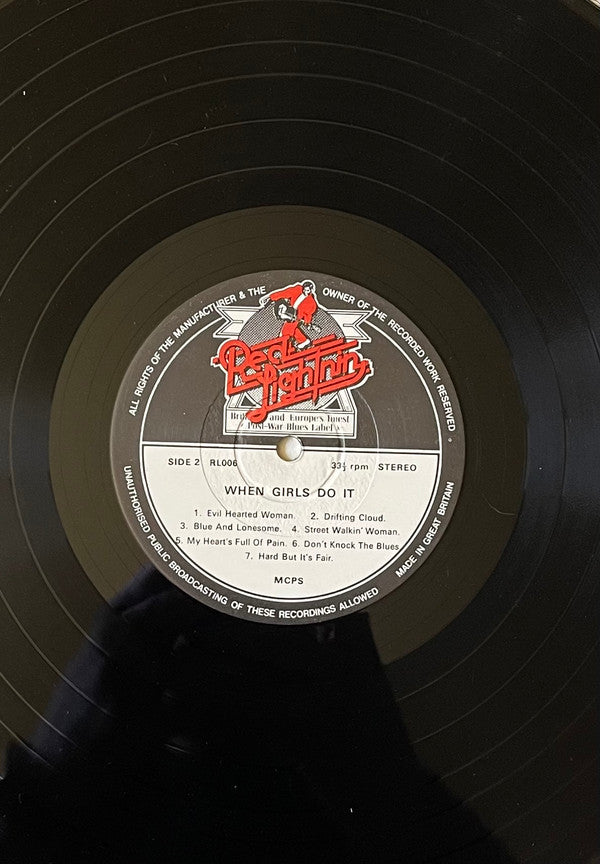 ALL RIGHTS OF THE MANUFACTURER & THE OWNER OF THE RECORDED WORK RESERVED
Red
Lightnin
and Europe's finest
Post-War Blues Label
SIDE 2 RL006 33⅓ rpm STEREO
WHEN GIRLS DO IT
1. Evil Hearted Woman. 2. Drifting Cloud.
3. Blue And Lonesome. 4. Street Walkin' Woman.
5. My Heart's Full Of Pain. 6. Don't Knock The Blues
7. Hard But It's Fair.
MCPS
UNAUTHORISED PUBLIC BROADCASTING OF THESE RECORDINGS ALLOWED
MADE IN GREAT BRITAIN